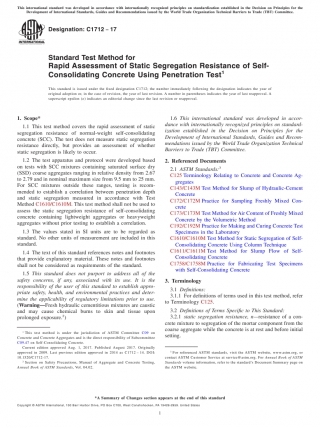 This international standard was developed in accordance with internationally recognized principles on standardization established in the Decision on Principles for the
Development of International Standards, Guides and Recommendations issued by the World Trade Organization Technical Barriers to Trade (TBT) Committee.
INTERNATIONAL
Designation: C1712 − 17
Standard Test Method for
Rapid Assessment of Static Segregation Resistance of Self-
Consolidating Concrete Using Penetration Test1
This standard is issued under the fixed designation C1712; the number immediately following the designation indicates the year of
original adoption or, in the case of revision, the year of last revision. A number in parentheses indicates the year of last reapproval. A
superscript epsilon (ε) indicates an editorial change since the last revision or reapproval.
1. Scope*
1.1 This test method covers the rapid assessment of static
segregation resistance of normal-weight self-consolidating
concrete (SCC). The test does not measure static segregation
resistance directly, but provides an assessment of whether
static segregation is likely to occur.
1.2 The test apparatus and protocol were developed based
on tests with SCC mixtures containing saturated surface dry
(SSD) coarse aggregates ranging in relative density from 2.67
to 2.79 and in nominal maximum size from 9.5 mm to 25 mm.
For SCC mixtures outside these ranges, testing is recom-
mended to establish a correlation between penetration depth
and static segregation measured in accordance with Test
Method C1610/C1610M. This test method shall not be used to
assess the static segregation resistance of self-consolidating
concrete containing lightweight aggregates or heavyweight
aggregates without prior testing to establish a correlation.
1.3 The values stated in SI units are to be regarded as
standard. No other units of measurement are included in this
standard.
1.4 The text of this standard references notes and footnotes
that provide explanatory material. These notes and footnotes
shall not be considered as requirements of the standard.
1.5 This standard does not purport to address all of the
safety concerns, if any, associated with its use. It is the
responsibility of the user of this standard to establish appro-
priate safety, health, and environmental practices and deter-
mine the applicability of regulatory limitations prior to use.
(Warning—Fresh hydraulic cementitious mixtures are caustic
and may cause chemical burns to skin and tissue upon
prolonged exposure.2)
1 This test method is under the jurisdiction of ASTM Committee C09 on
Concrete and Concrete Aggregates and is the direct responsibility of Subcommittee
C09.47 on Self-Consolidating Concrete.
Current edition approved Aug. 1, 2017. Published August 2017. Originally
approved in 2009. Last previous edition approved in 2014 as C1712 – 14. DOI:
10.1520/C1712-17.
2 Section on Safety Precautions, Manual of Aggregate and Concrete Testing,
Annual Book of ASTM Standards, Vol. 04.02.
1.6 This international standard was developed in accor-
dance with internationally recognized principles on standard-
ization established in the Decision on Principles for the
Development of International Standards, Guides and Recom-
mendations issued by the World Trade Organization Technical
Barriers to Trade (TBT) Committee.
2. Referenced Documents
2.1 ASTM Standards:3
C125 Terminology Relating to Concrete and Concrete Ag-
gregates
C143/C143M Test Method for Slump of Hydraulic-Cement
Concrete
C172/C172M Practice for Sampling Freshly Mixed Con-
crete
C173/C173M Test Method for Air Content of Freshly Mixed
Concrete by the Volumetric Method
C192/C192M Practice for Making and Curing Concrete Test
Specimens in the Laboratory
C1610/C1610M Test Method for Static Segregation of Self-
Consolidating Concrete Using Column Technique
C1611/C1611M Test Method for Slump Flow of Self-
Consolidating Concrete
C1758/C1758M Practice for Fabricating Test Specimens
with Self-Consolidating Concrete
3. Terminology
3.1 Definitions:
3.1.1 For definitions of terms used in this test method, refer
to Terminology C125.
3.2 Definitions of Terms Specific to This Standard:
3.2.1 static segregation resistance, n—resistance of a con-
crete mixture to segregation of the mortar component from the
coarse aggregate while the concrete is at rest and before initial
setting.
3 For referenced ASTM standards, visit the ASTM website, www.astm.org, or
contact ASTM Customer Service at service@astm.org. For Annual Book of ASTM
Standards volume information, refer to the standard's Document Summary page on
the ASTM website.
*A Summary of Changes section appears at the end of this standard
Copyright © ASTM International, 100 Barr Harbor Drive, PO Box C700, West Conshohocken, PA 19428-2959. United States
1